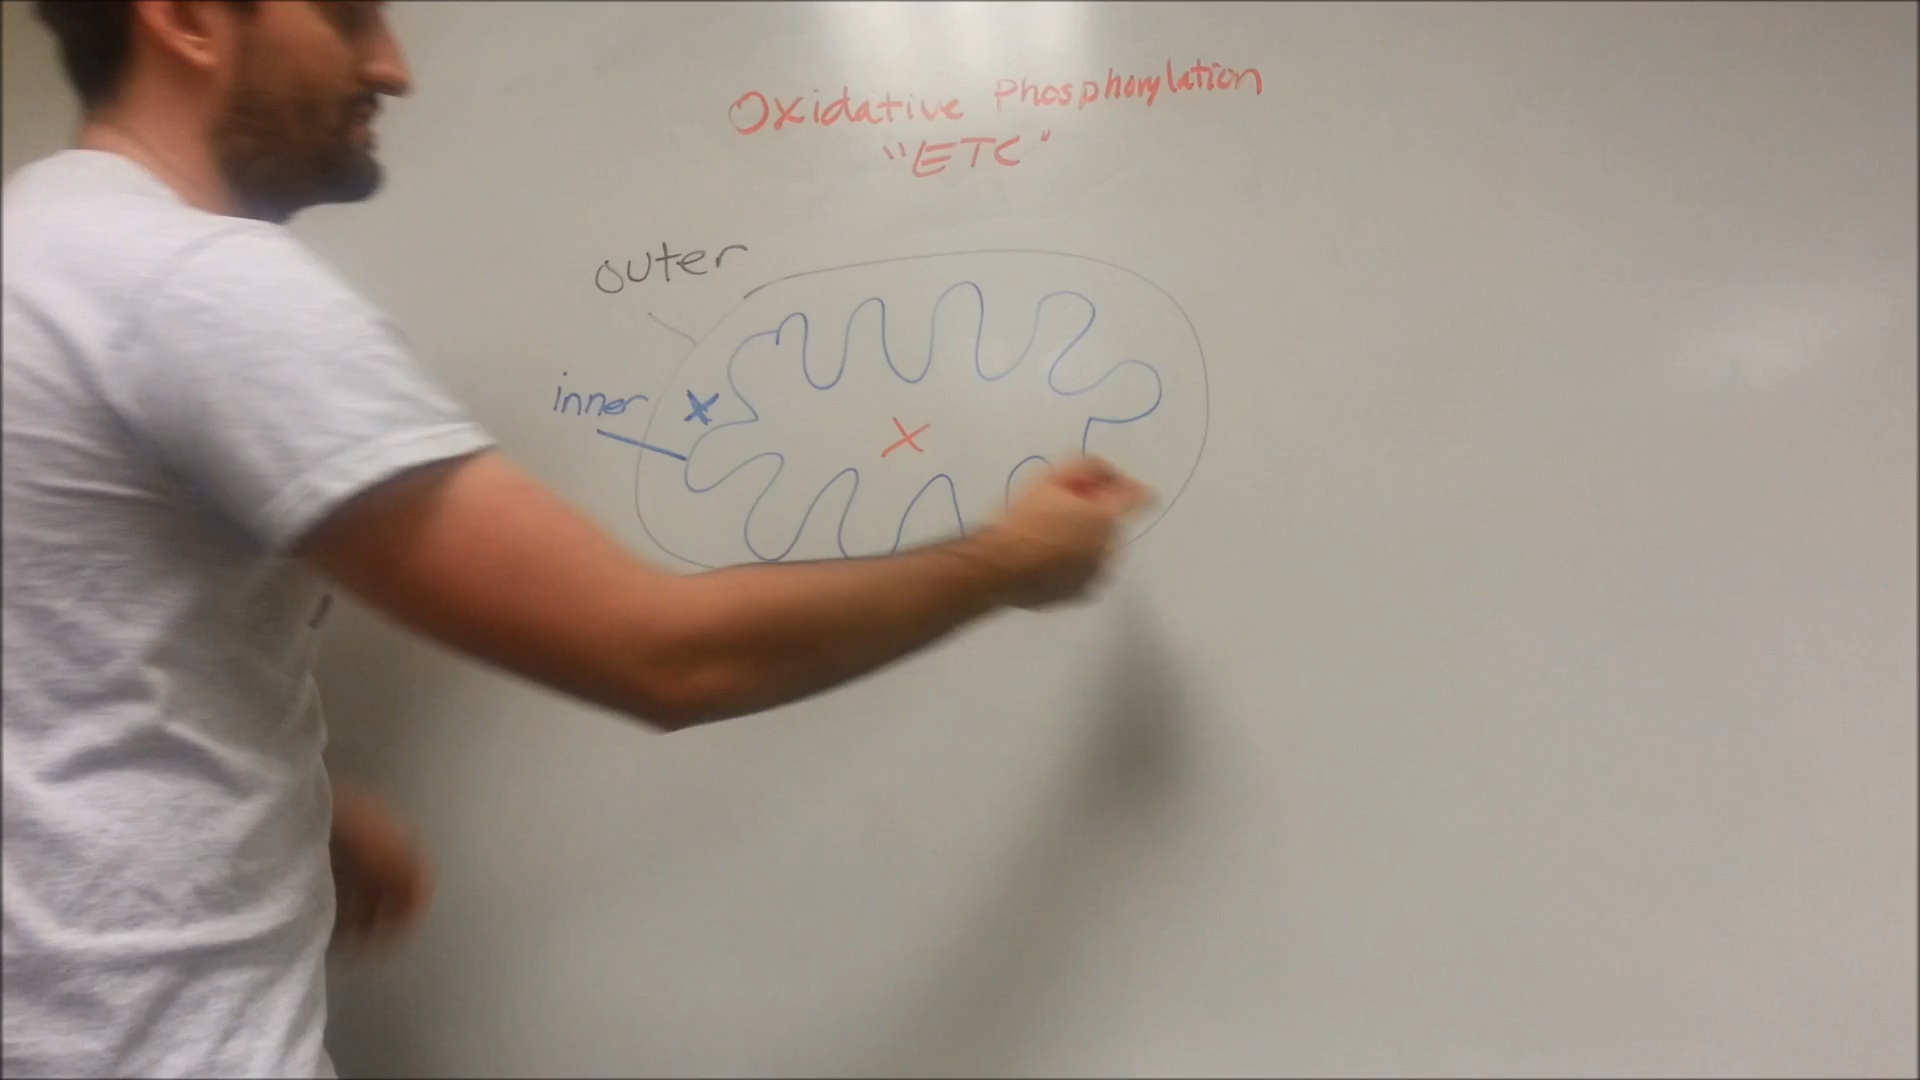 Oxidative Phosphorylation
"ETC"
outer
inner X
X